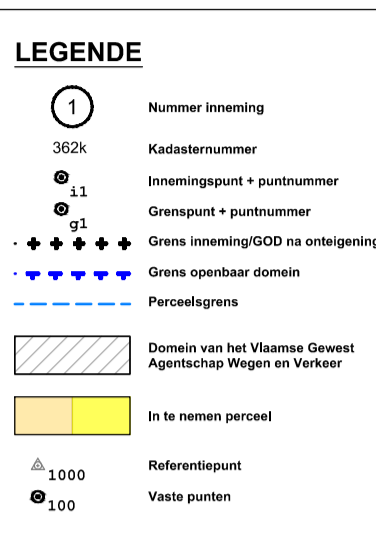 LEGENDE
1 Nummer inneming
362k Kadasternummer
i1 Innemingspunt + puntnummer
g1 Grenspunt + puntnummer
Grens inneming/GOD na onteigening
Grens openbaar domein
Perceelsgrens
Domein van het Vlaamse Gewest
Agentschap Wegen en Verkeer
In te nemen perceel
1000 Referentiepunt
100 Vaste punten